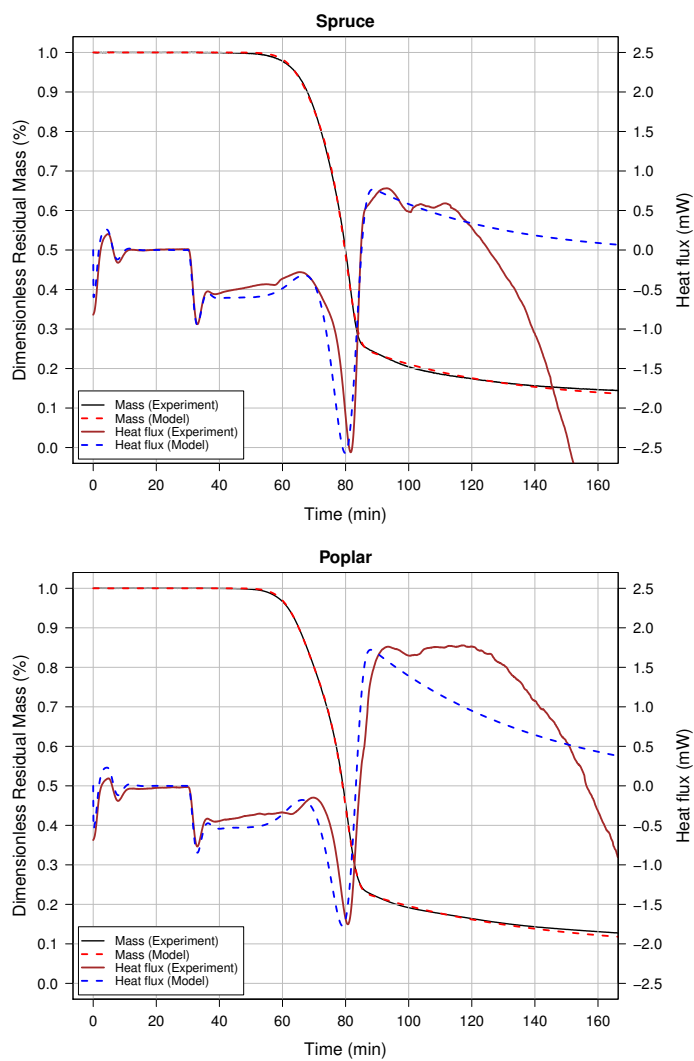 Spruce
Dimensionless Residual Mass (%)
1.0
0.9
0.8
0.7
0.6
0.5
0.4
0.3
0.2
0.1
0.0
2.5
2.0
1.5
1.0
0.5
0.0
−0.5
−1.0
−1.5
−2.0
−2.5
Heat flux (mW)
Mass (Experiment)
Mass (Model)
Heat flux (Experiment)
Heat flux (Model)
0 20 40 60 80 100 120 140 160
Time (min)
Poplar
Dimensionless Residual Mass (%)
1.0
0.9
0.8
0.7
0.6
0.5
0.4
0.3
0.2
0.1
0.0
2.5
2.0
1.5
1.0
0.5
0.0
−0.5
−1.0
−1.5
−2.0
−2.5
Heat flux (mW)
Mass (Experiment)
Mass (Model)
Heat flux (Experiment)
Heat flux (Model)
0 20 40 60 80 100 120 140 160
Time (min)